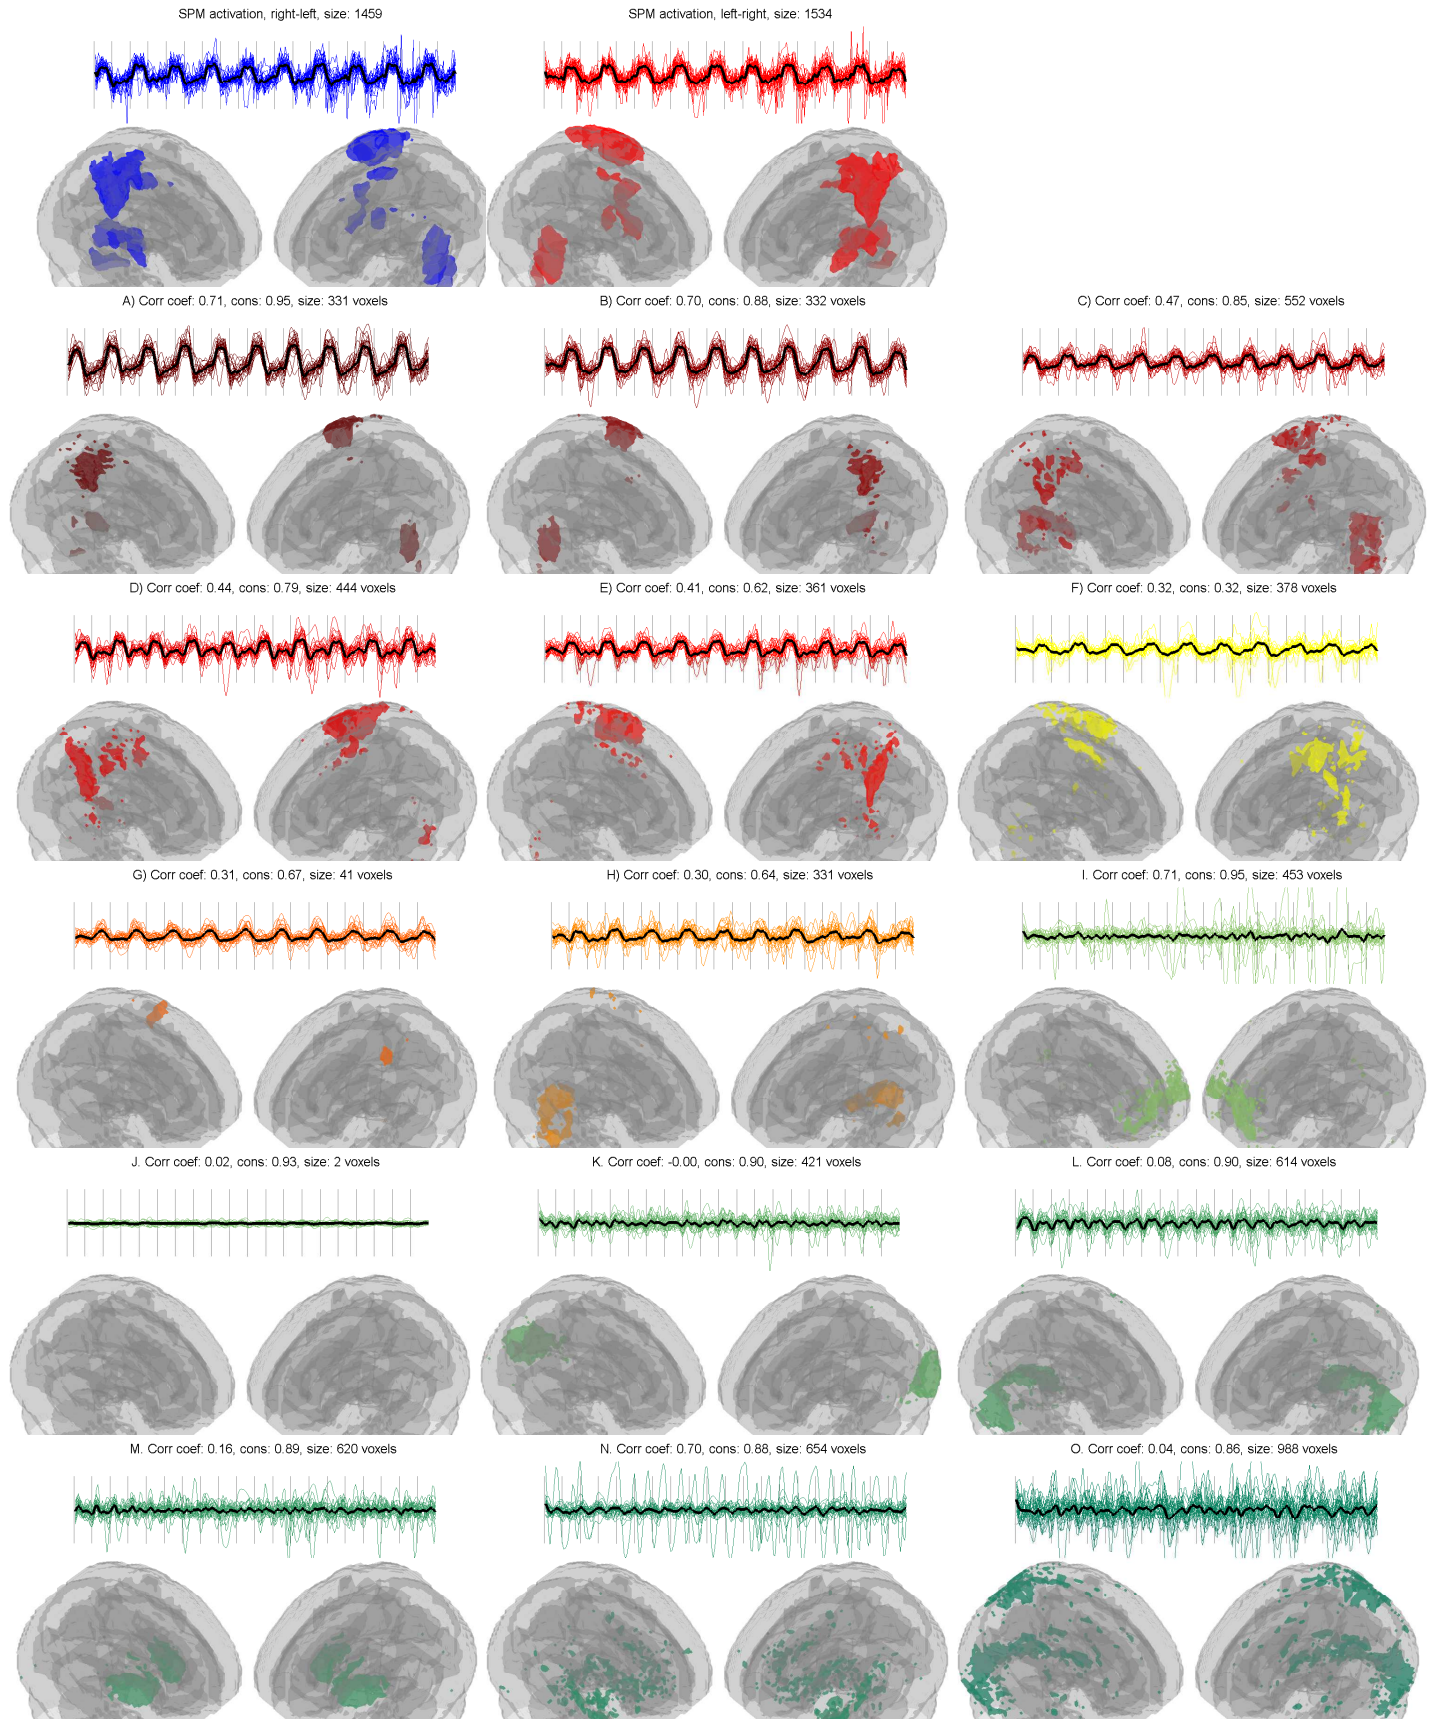 SPM activation, right-left, size: 1459
SPM activation, left-right, size: 1534
A) Corr coef: 0.71, cons: 0.95, size: 331 voxels
B) Corr coef: 0.70, cons: 0.88, size: 332 voxels
C) Corr coef: 0.47, cons: 0.85, size: 552 voxels
D) Corr coef: 0.44, cons: 0.79, size: 444 voxels
E) Corr coef: 0.41, cons: 0.62, size: 361 voxels
F) Corr coef: 0.32, cons: 0.32, size: 378 voxels
G) Corr coef: 0.31, cons: 0.67, size: 41 voxels
H) Corr coef: 0.30, cons: 0.64, size: 331 voxels
I. Corr coef: 0.71, cons: 0.95, size: 453 voxels
J. Corr coef: 0.02, cons: 0.93, size: 2 voxels
K. Corr coef: -0.00, cons: 0.90, size: 421 voxels
L. Corr coef: 0.08, cons: 0.90, size: 614 voxels
M. Corr coef: 0.16, cons: 0.89, size: 620 voxels
N. Corr coef: 0.70, cons: 0.88, size: 654 voxels
O. Corr coef: 0.04, cons: 0.86, size: 988 voxels